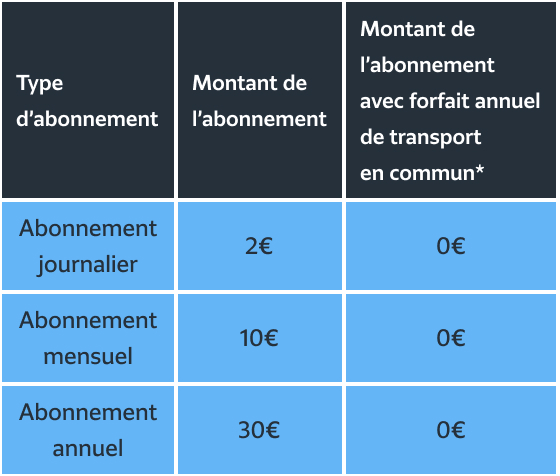 Type
d'abonnement
Montant de
l'abonnement
Montant de
l'abonnement
avec forfait annuel
de transport
en commun*
Abonnement
journalier
2€
0€
Abonnement
mensuel
10€
0€
Abonnement
annuel
30€
0€